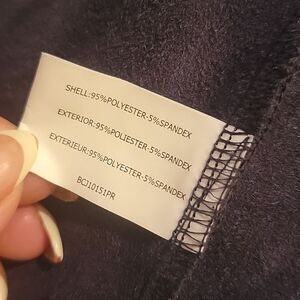 SHELL:95%POLYESTER-5%SPANDEX
EXTERIOR:95%POLIESTER-5%SPANDEX
EXTERIEUR:95%POLYESTER-5%SPANDEX
BCJ10151PR